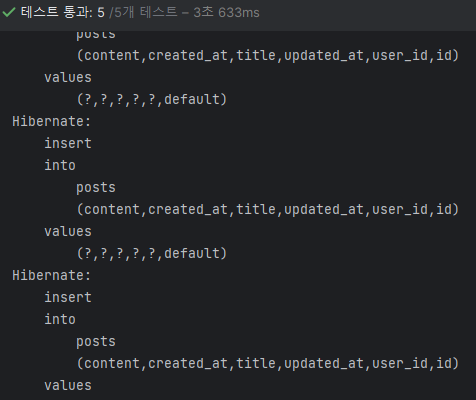 테스트 통과: 5 /5개 테스트 – 3초 633ms
posts
(content,created_at,title,updated_at,user_id,id)
values
(?,?,?,?,?,default)
Hibernate:
insert
into
posts
(content,created_at,title,updated_at,user_id,id)
values
(?,?,?,?,?,default)
Hibernate:
insert
into
posts
(content,created_at,title,updated_at,user_id,id)
values